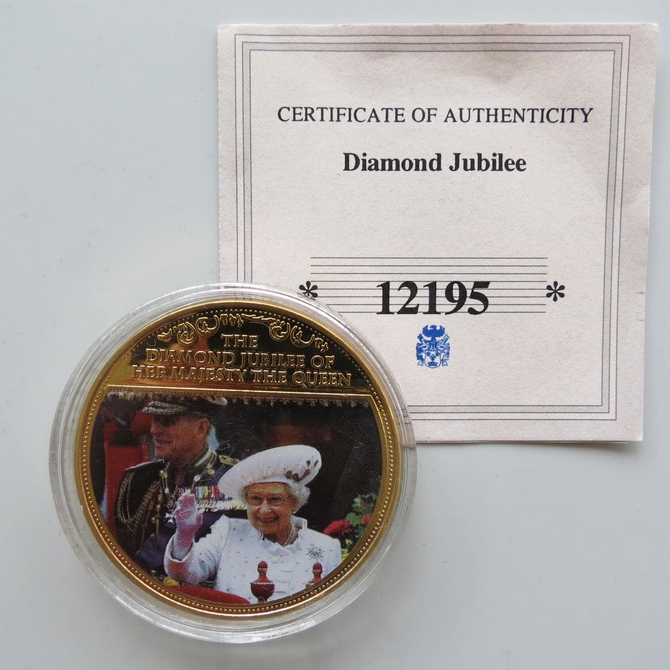 CERTIFICATE OF AUTHENTICITY
Diamond Jubilee
* 12195 *
THE
DIAMOND JUBILEE OF
HER MAJESTY THE QUEEN